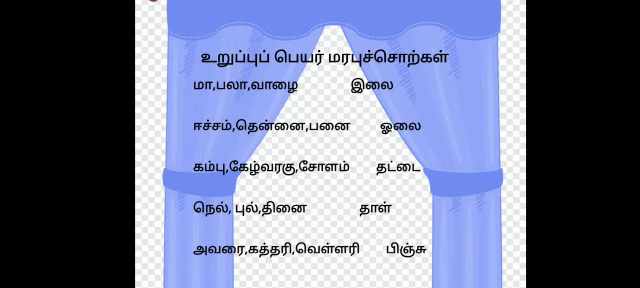 உறுப்புப் பெயர் மரபுச்சொற்கள்
மா,பலா,வாழை இலை
ஈச்சம்,தென்னை,பனை ஓலை
கம்பு,கேழ்வரகு,சோளம் தட்டை
நெல், புல்,தினை தாள்
அவரை,கத்தரி,வெள்ளரி பிஞ்சு